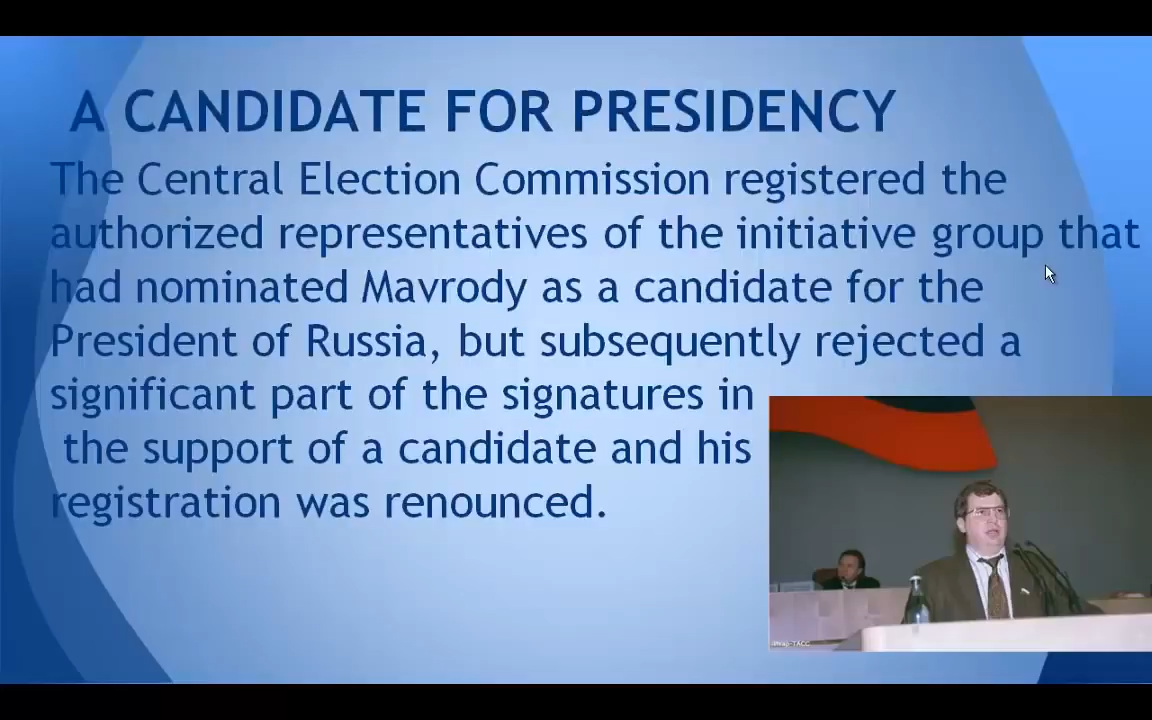 A CANDIDATE FOR PRESIDENCY
The Central Election Commission registered the
authorized representatives of the initiative group that
had nominated Mavrody as a candidate for the
President of Russia, but subsequently rejected a
significant part of the signatures in
the support of a candidate and his
registration was renounced.